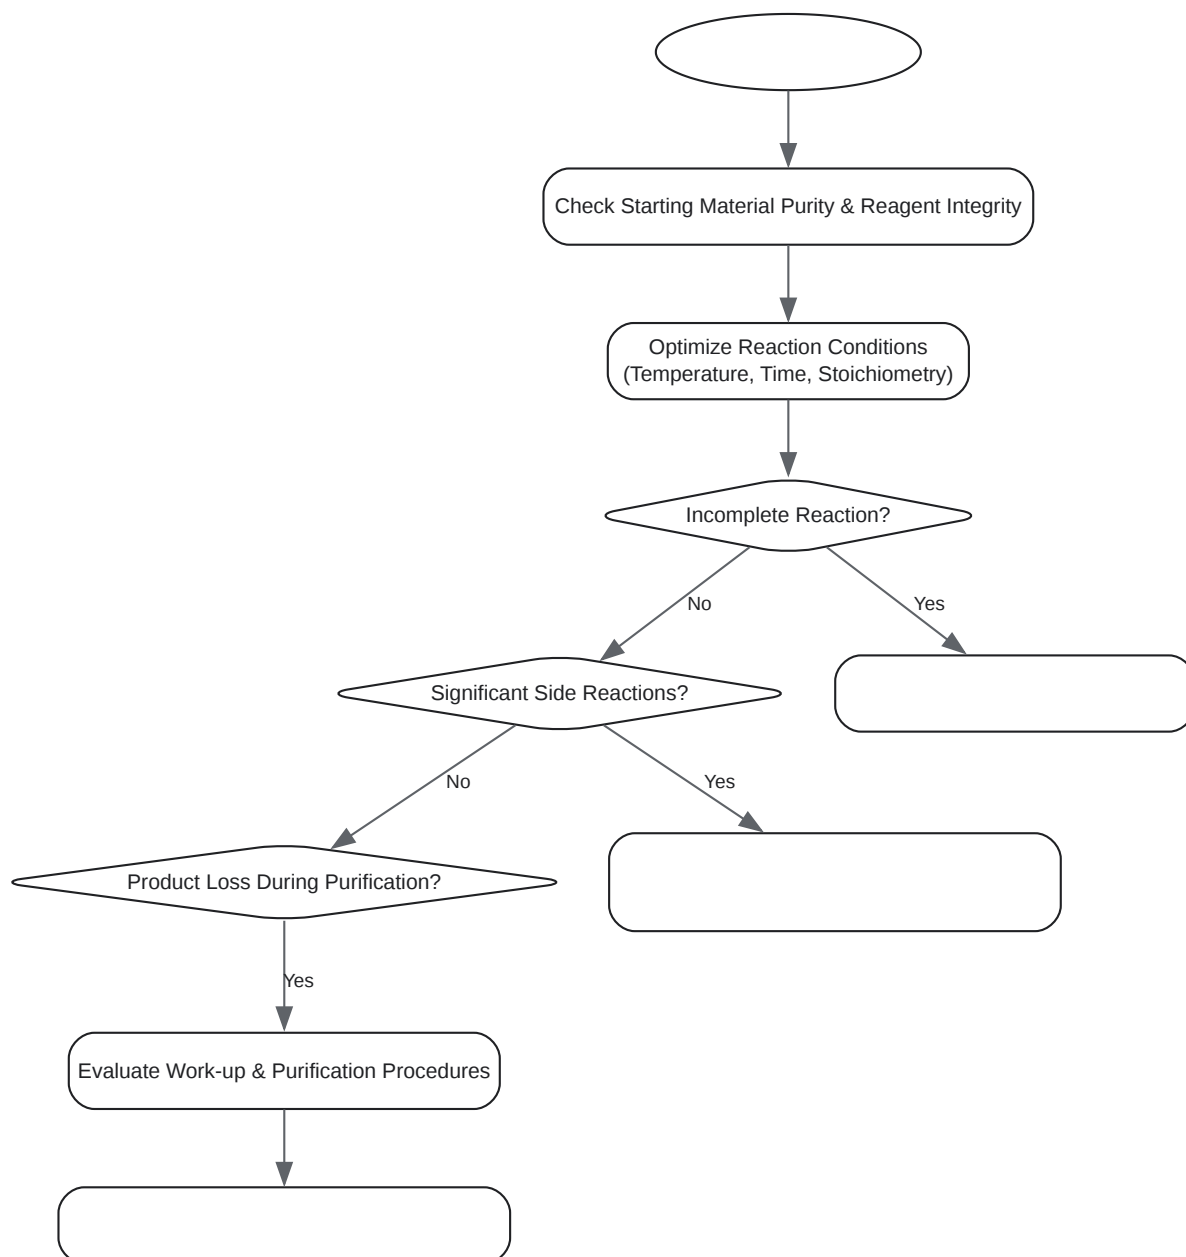 Check Starting Material Purity & Reagent Integrity
Optimize Reaction Conditions
(Temperature, Time, Stoichiometry)
Incomplete Reaction?
No
Yes
Significant Side Reactions?
No
Yes
Product Loss During Purification?
Yes
Evaluate Work-up & Purification Procedures